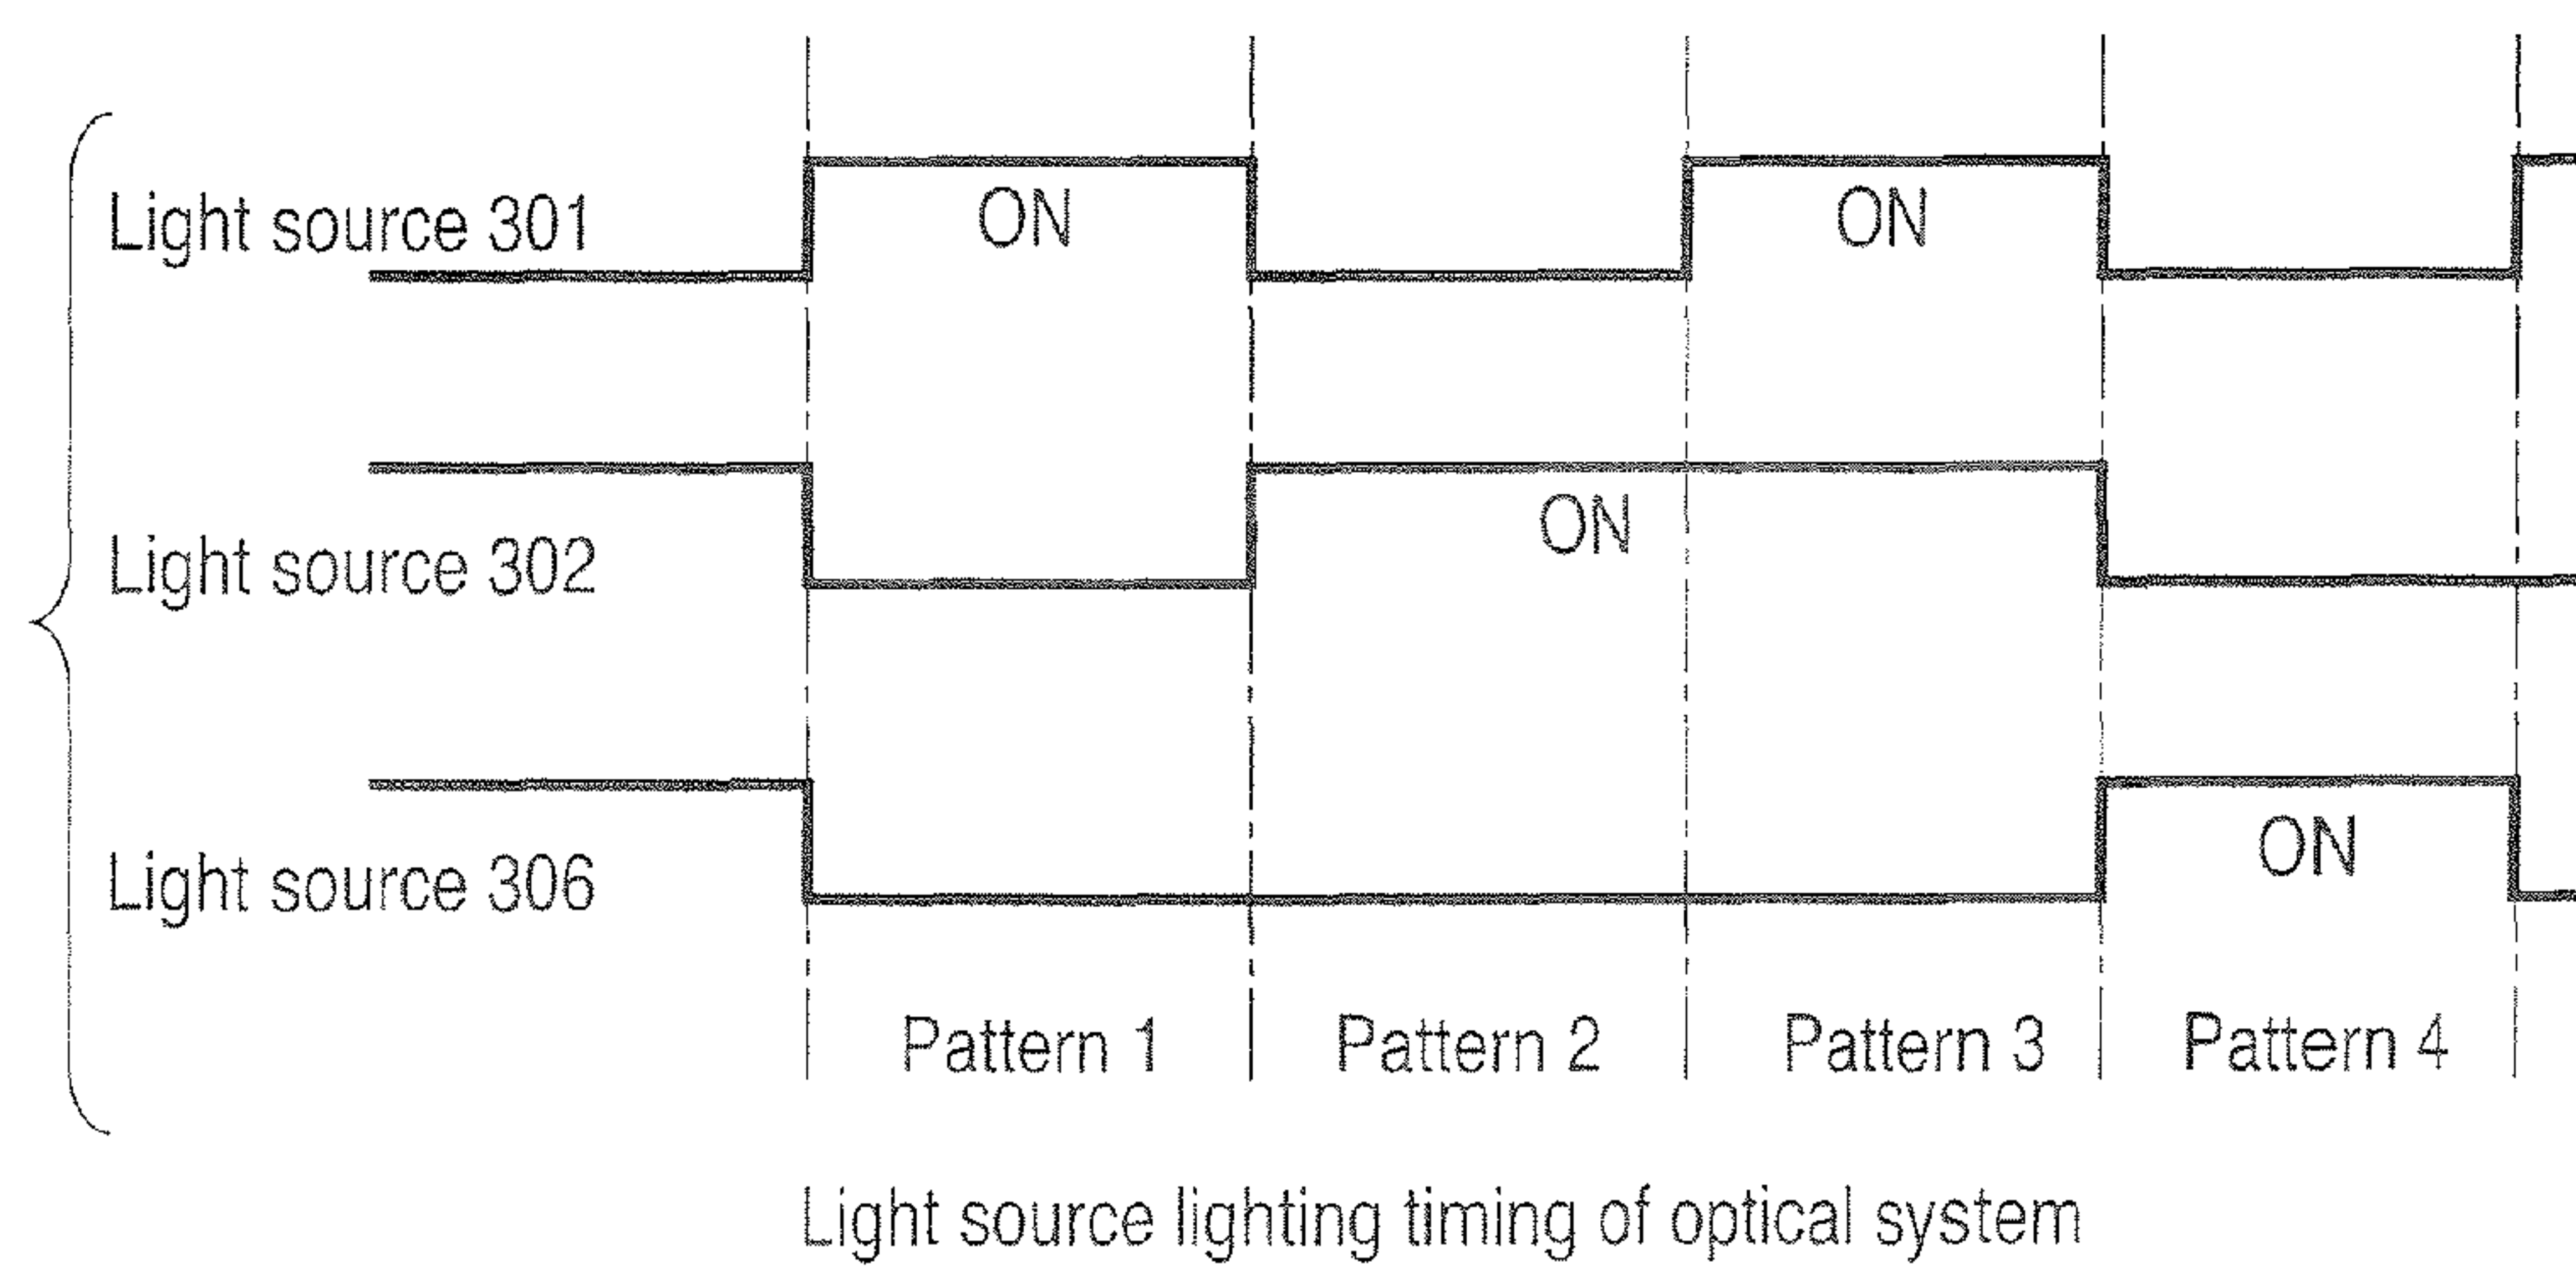 Light source 301
ON
ON
Light source 302
ON
Light source 306
ON
Pattern 1
Pattern 2
Pattern 3
Pattern 4
Light source lighting timing of optical system